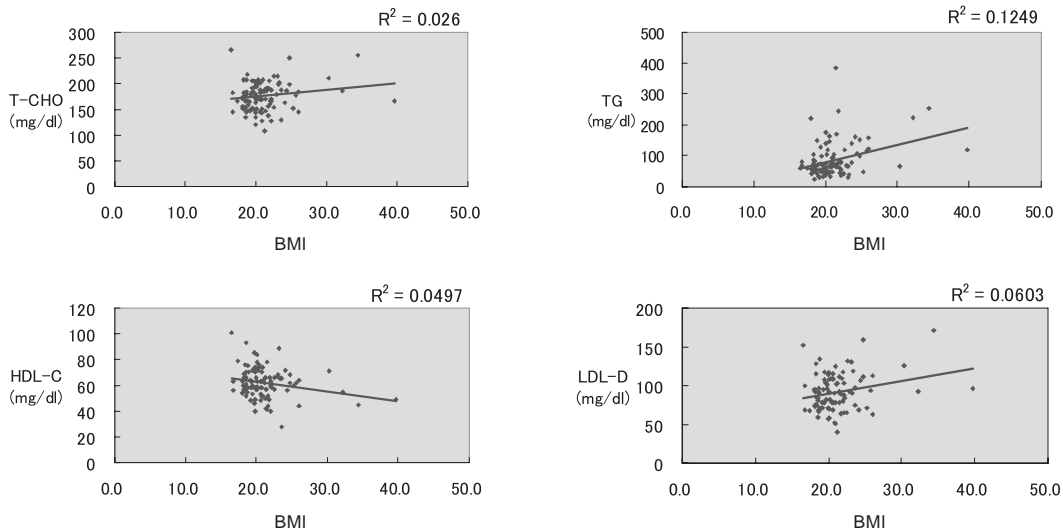 R² = 0.026
300
250
200
150
100
50
0
T-CHO
(mg/dl)
0.0 10.0 20.0 30.0 40.0 50.0
BMI
R² = 0.1249
500
400
300
200
100
0
TG
(mg/dl)
0.0 10.0 20.0 30.0 40.0 50.0
BMI
R² = 0.0497
120
100
80
60
40
20
0
HDL-C
(mg/dl)
0.0 10.0 20.0 30.0 40.0 50.0
BMI
R² = 0.0603
200
150
100
50
0
LDL-D
(mg/dl)
0.0 10.0 20.0 30.0 40.0 50.0
BMI